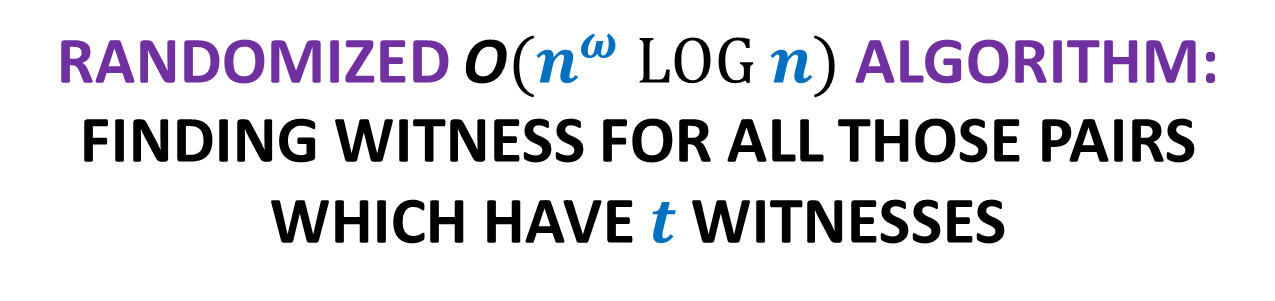 RANDOMIZED O(n^ω LOG n) ALGORITHM:
FINDING WITNESS FOR ALL THOSE PAIRS
WHICH HAVE t WITNESSES